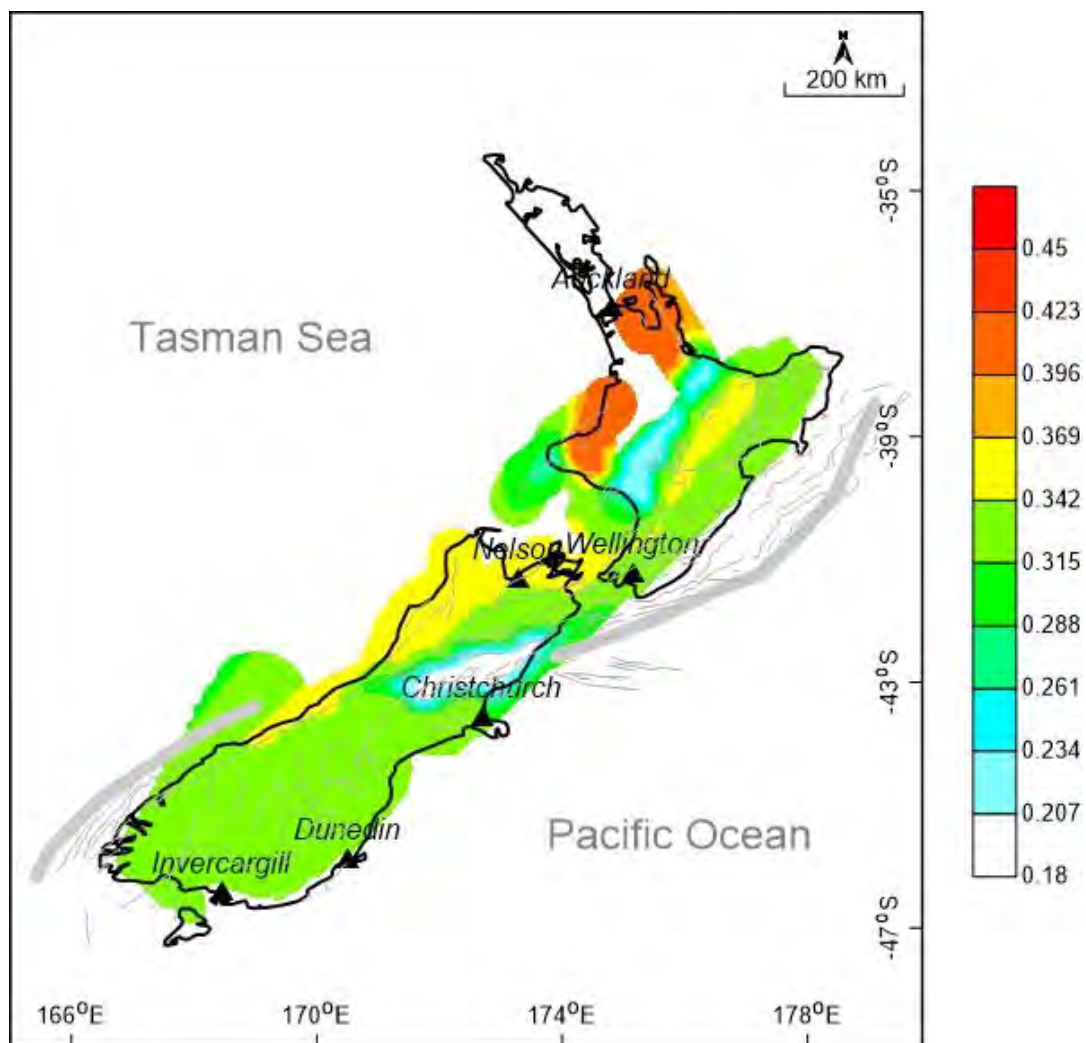 N
200 km
-35°S
Auckland
Tasman Sea
0.45
0.423
0.396
0.369
-39°S
0.342
Nelson
Wellington
0.315
0.288
0.261
-43°S
Christchurch
0.234
0.207
Dunedin
Pacific Ocean
Invercargill
0.18
-47°S
166°E
170°E
174°E
178°E